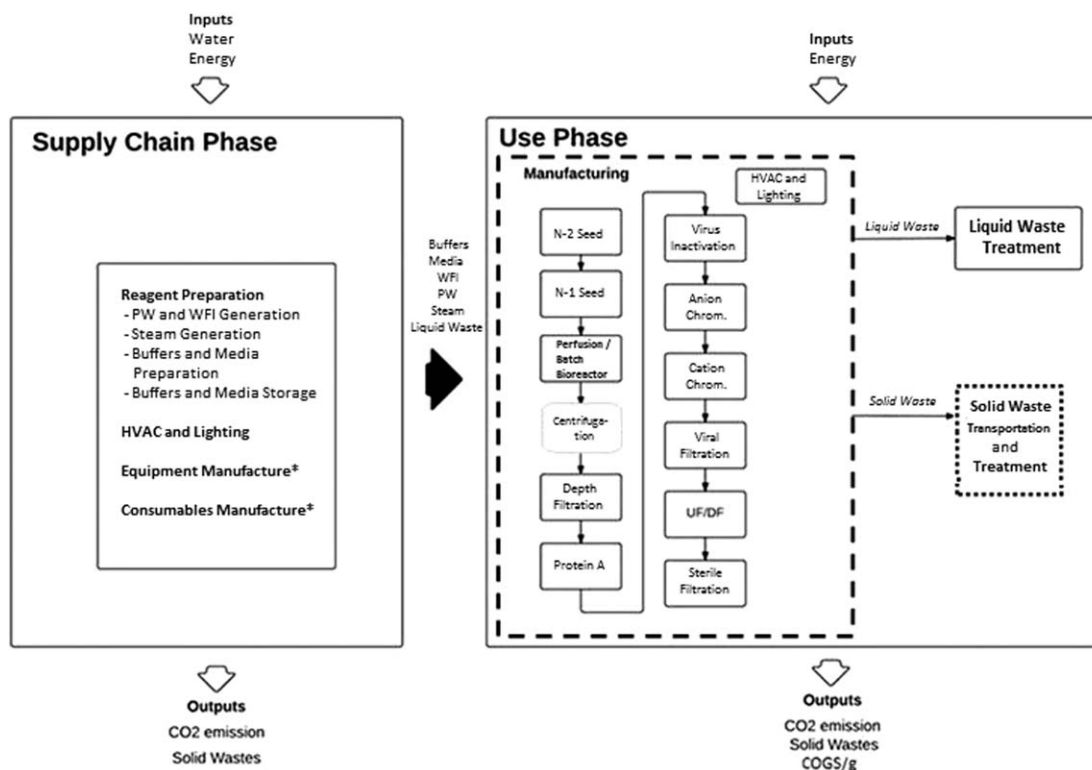 Inputs
Water
Energy
Supply Chain Phase
Reagent Preparation
- PW and WFI Generation
- Steam Generation
- Buffers and Media
Preparation
- Buffers and Media Storage
HVAC and Lighting
Equipment Manufacture*
Consumables Manufacture*
Outputs
CO2 emission
Solid Wastes
Buffers
Media
WFI
PW
Steam
Liquid Waste
Inputs
Energy
Use Phase
Manufacturing
HVAC and
Lighting
N-2 Seed
N-1 Seed
Perfusion /
Batch
Bioreactor
Centrifuga-
tion
Depth
Filtration
Protein A
Virus
Inactivation
Anion
Chrom.
Cation
Chrom.
Viral
Filtration
UF/DF
Sterile
Filtration
Liquid Waste
Liquid Waste
Treatment
Solid Waste
Solid Waste
Transportation
and
Treatment
Outputs
CO2 emission
Solid Wastes
COGS/g